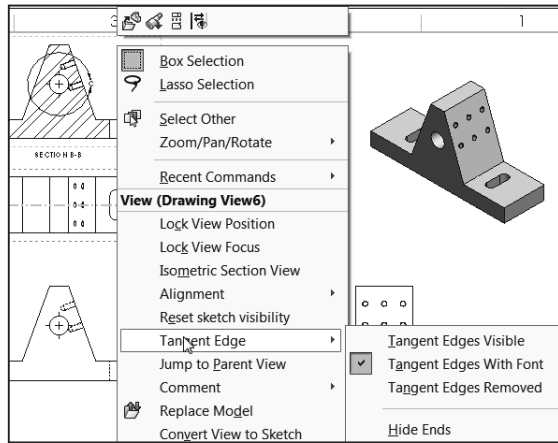 3
1
Box Selection
Lasso Selection
Select Other
Zoom/Pan/Rotate
Recent Commands
View (Drawing View6)
Lock View Position
Lock View Focus
Isometric Section View
Alignment
Reset sketch visibility
Tangent Edge
Jump to Parent View
Comment
Replace Model
Convert View to Sketch
SECTION B-B
Tangent Edges Visible
Tangent Edges With Font
Tangent Edges Removed
Hide Ends